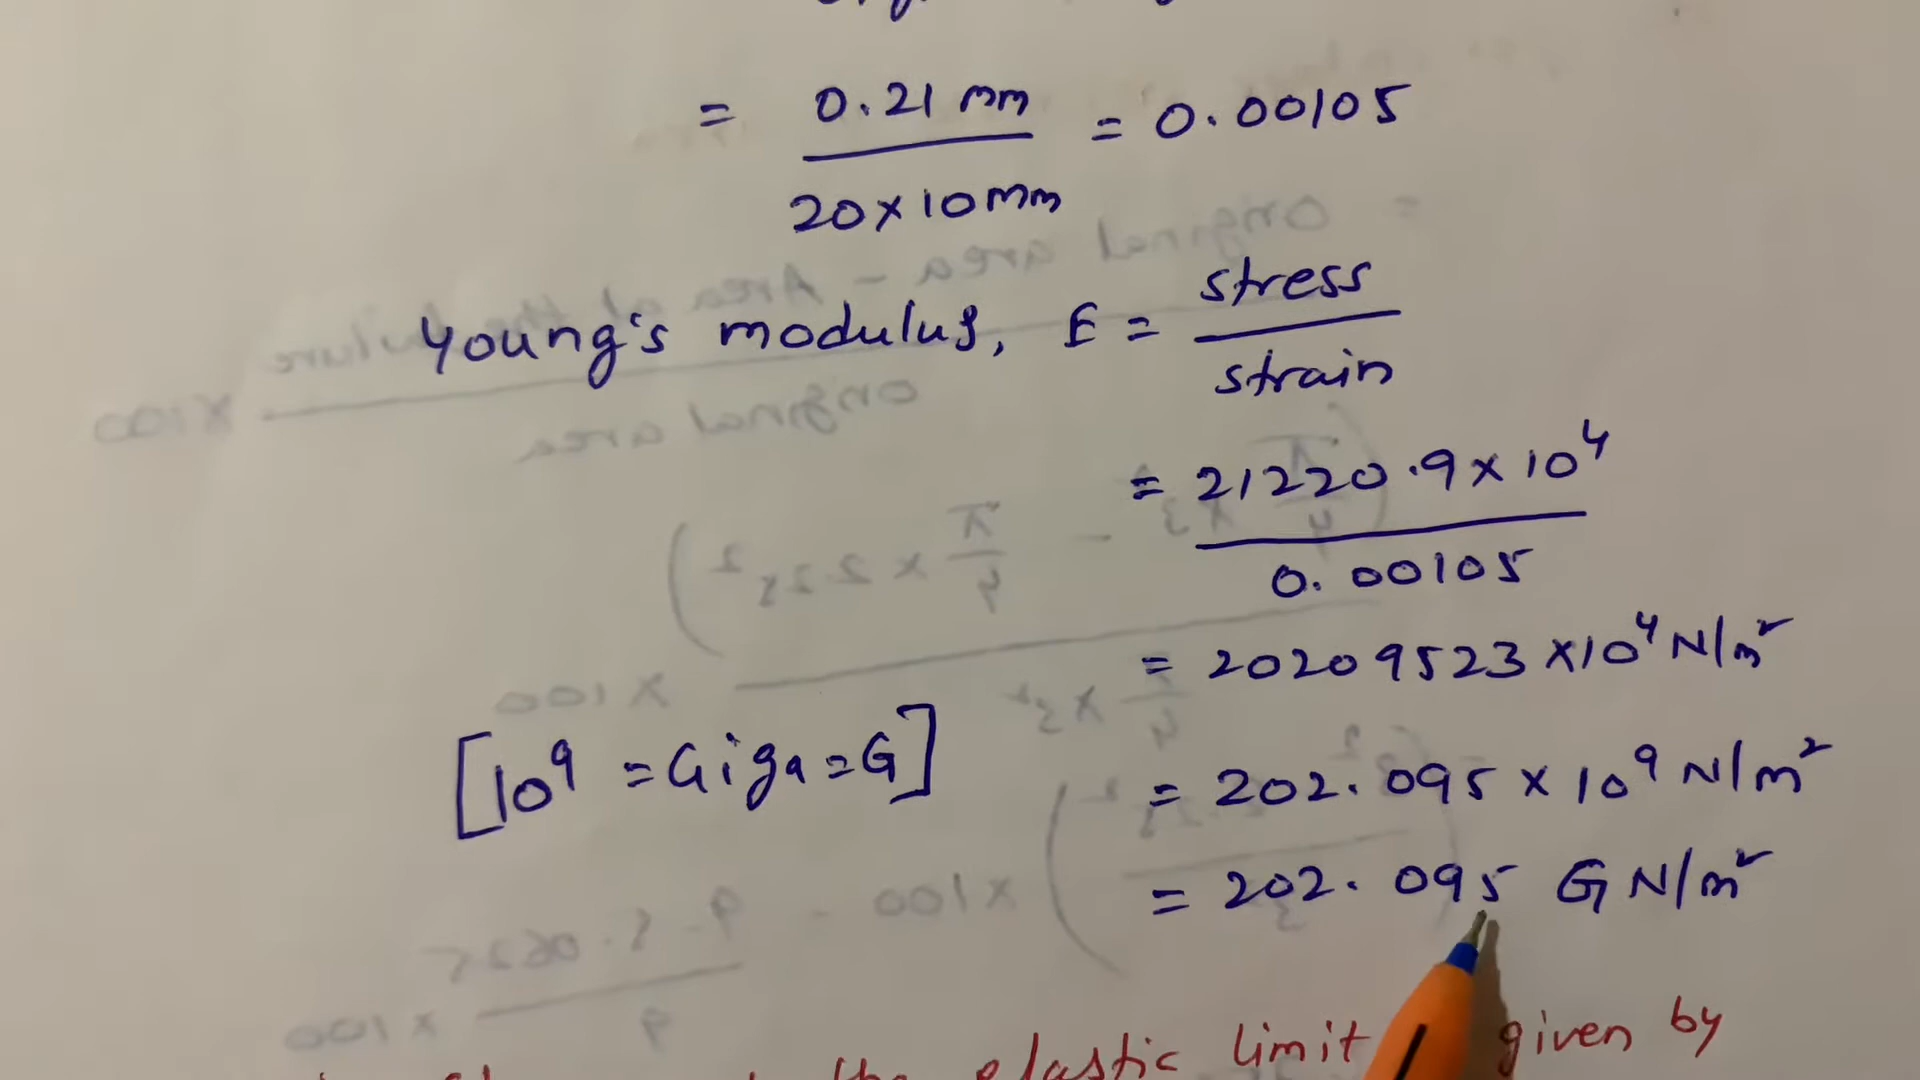 = 0.21 mm / 20×10mm = 0.00105
Young's modulus, E = stress / strain
= 21220.9×10⁴ / 0.00105
= 20209523×10⁴ N/m²
[10⁹ = Giga = G]
= 202.095 × 10⁹ N/m²
= 202.095 GN/m²
the elastic limit given by